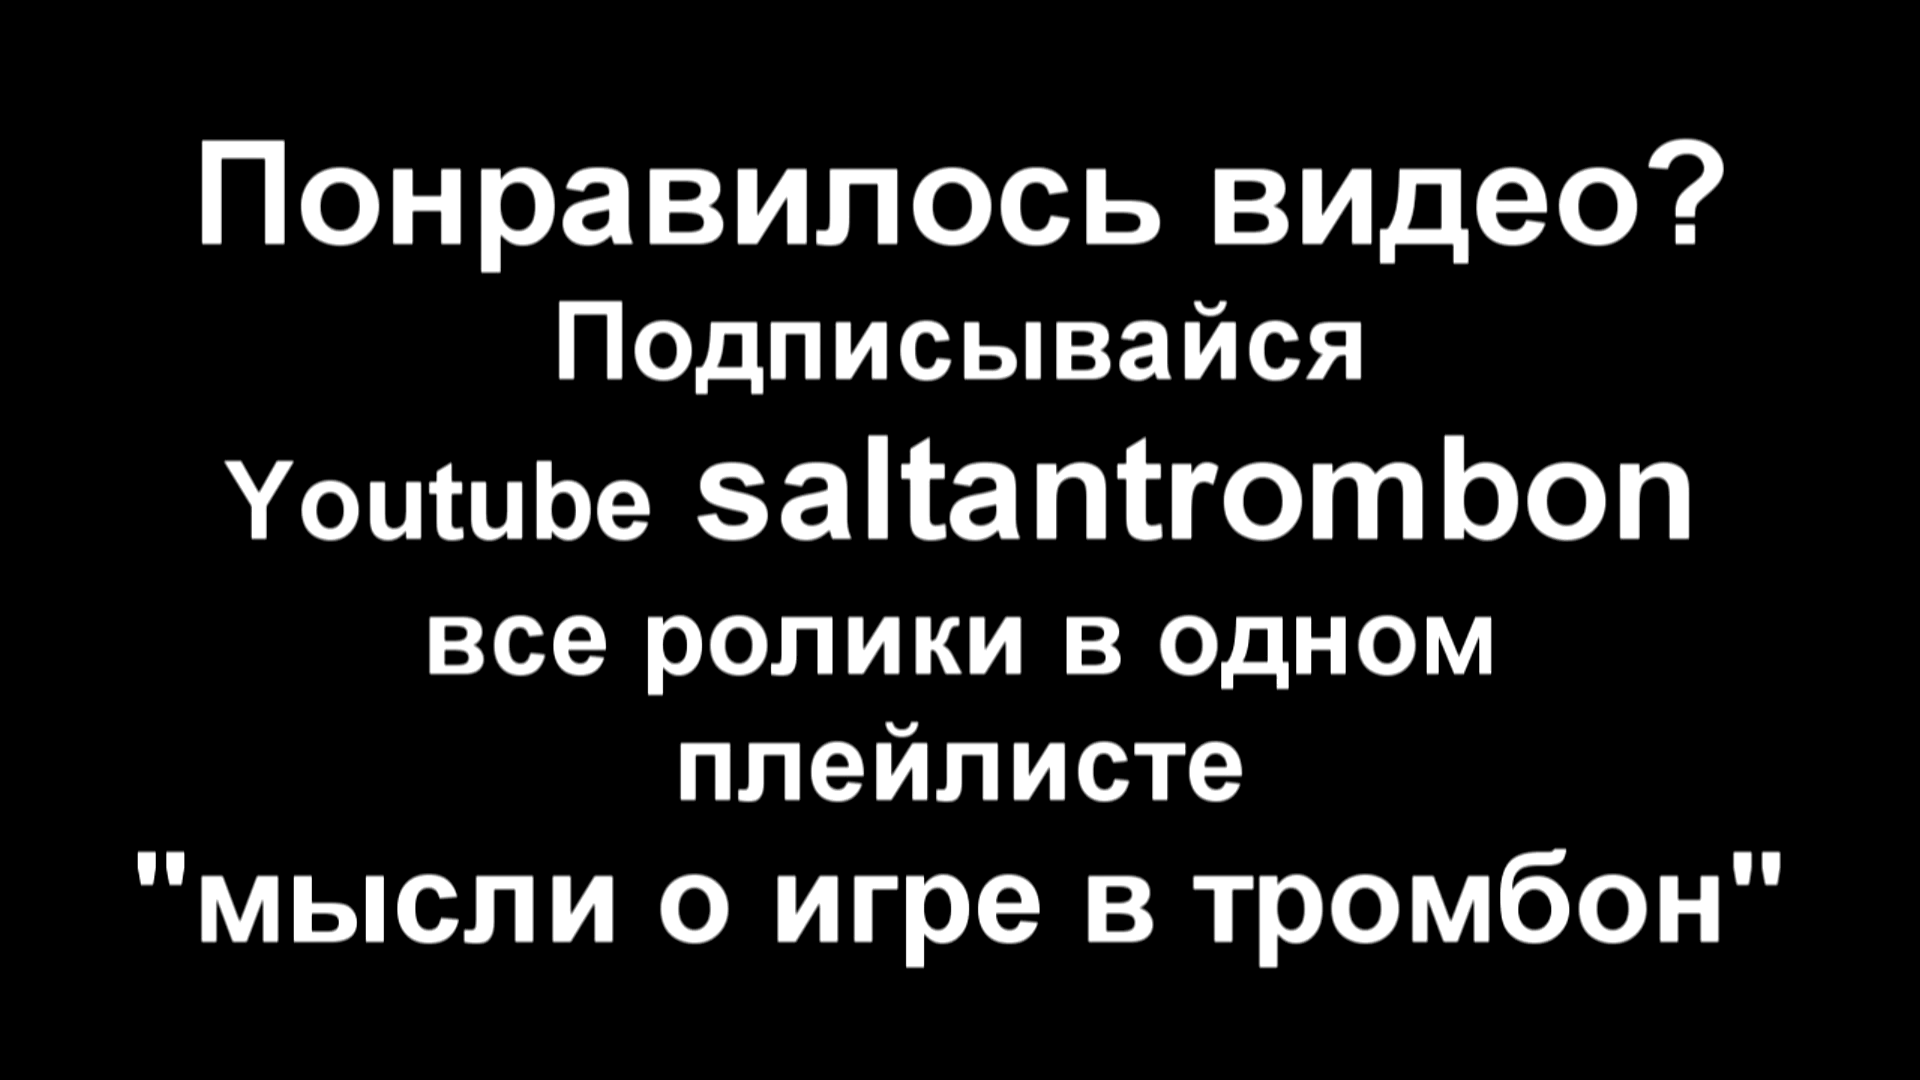 Понравилось видео?
Подписывайся
Youtube saltantrombon
все ролики в одном
плейлисте
"мысли о игре в тромбон"